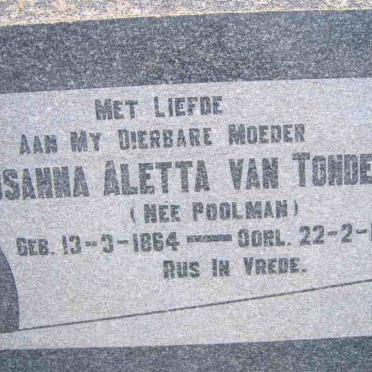 MET LIEFDE
AAN MY DIERBARE MOEDER
SANNA ALETTA VAN TONDE
(NEE POOLMAN)
GEB. 13-3-1864 — OORL. 22-2-
RUS IN VREDE.